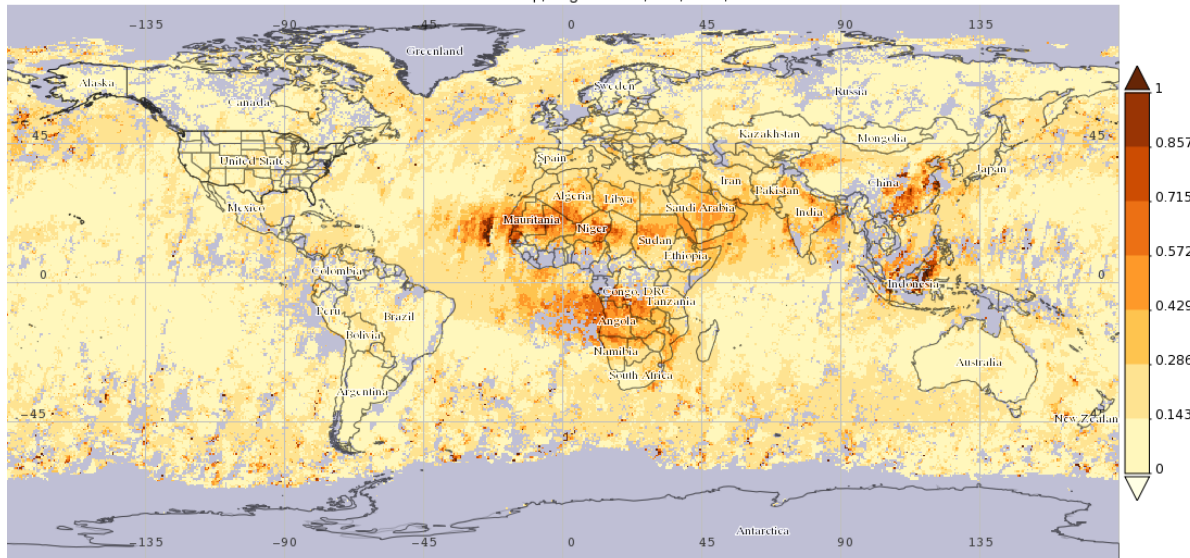 -135 -90 -45 0 45 90 135
Greenland
Alaska
Sweden
Russia
Canada
1
45
Kazakhstan
-45
Mongolia
0.857
United States
Spain
Japan
Iran
China
Pakistan
0.715
Algeria
Libya
Mexico
Saudi Arabia
India
Mauritania
Niger
Sudan
0.572
Ethiopia
0
Colombia
0
Indonesia
Congo, DRC
0.429
Tanzania
Peru
Brazil
Angola
Bolivia
Namibia
0.286
Australia
South Africa
Argentina
-45
New Zealan
0.143
0
Antarctica
-135 -90 -45 0 45 90 135